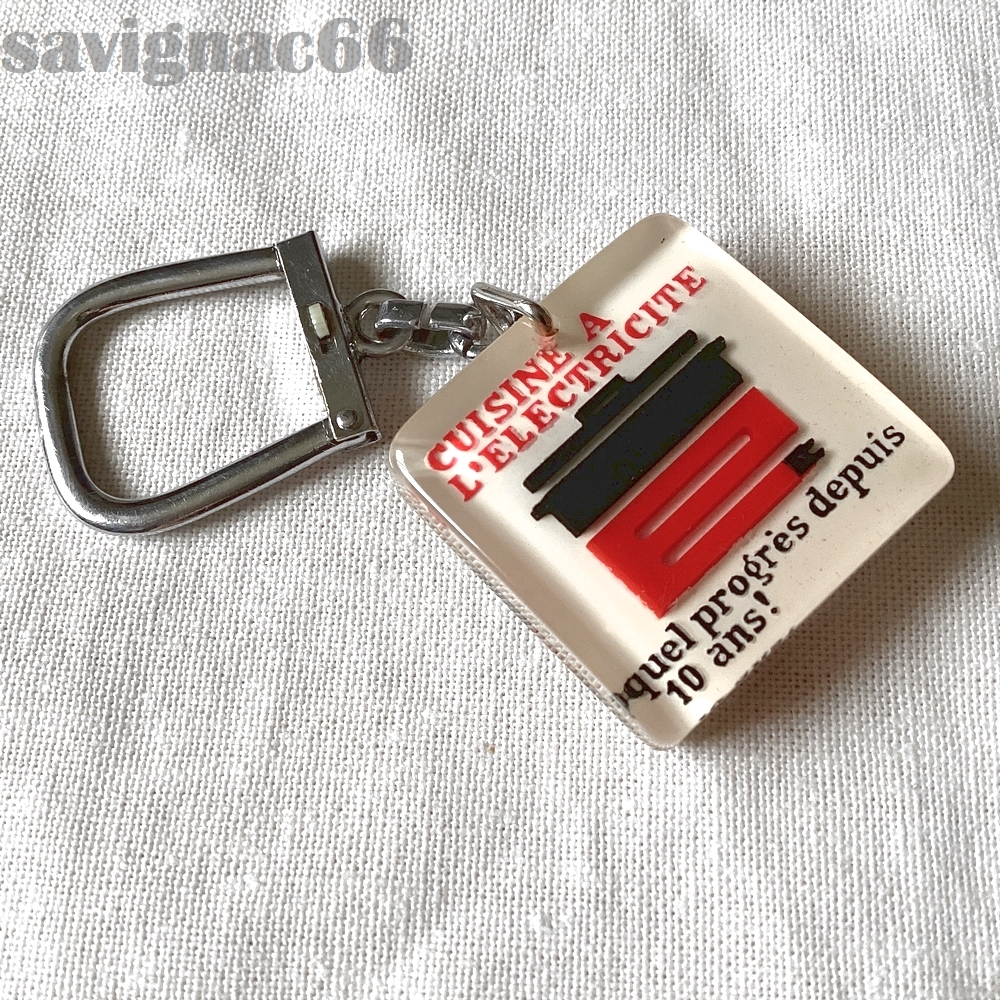 savignac66
CUISINE A
L'ELECTRICITE
quel progrès depuis
10 ans!